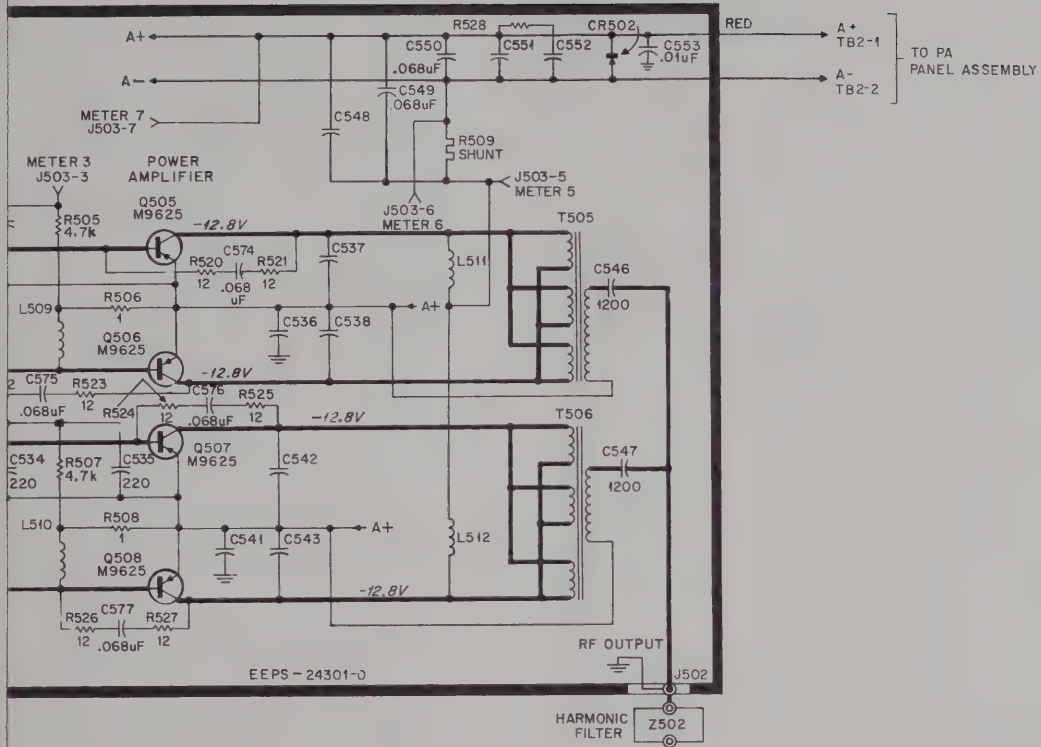 R528
CR502
RED
A+
A+
TB2-1
C550
.068uF
C551
C552
C553
.01uF
TO PA
PANEL ASSEMBLY
A-
A-
TB2-2
C549
.068uF
METER 7
J503-7
C548
R509
SHUNT
METER 3
J503-3
POWER
AMPLIFIER
J503-5
METER 5
J503-6
METER 6
Q505
M9625
-12.8V
T505
R505
4.7k
C574
.068
uF
C537
R520
12
R521
12
L511
C546
1200
R506
1
L509
A+
C536
C538
Q506
M9625
-12.8V
2
C575
.068uF
R523
12
R524
12
C576
.068uF
R525
12
-12.8V
T506
Q507
M9625
C534
220
R507
4.7k
C535
220
C542
C547
1200
L510
R508
1
A+
C541
C543
L512
Q508
M9625
-12.8V
R526
12
C577
.068uF
R527
12
RF OUTPUT
EEPS-24301-O
J502
HARMONIC
FILTER
Z502